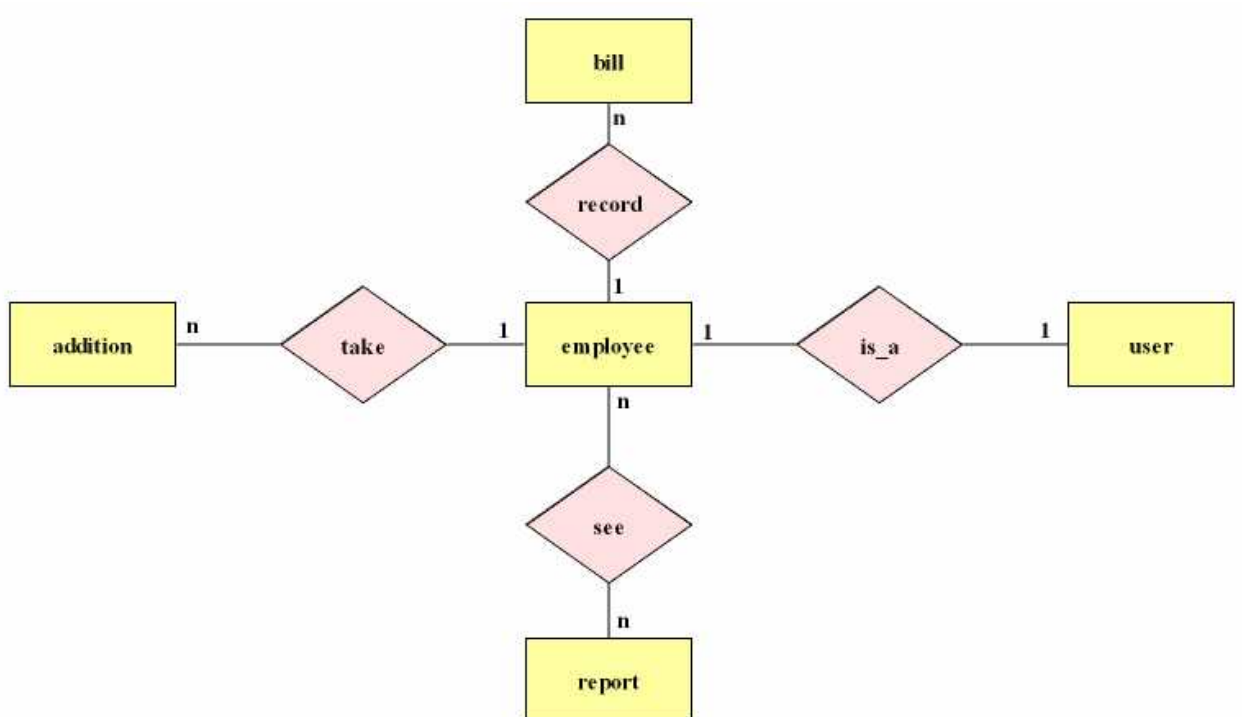 bill
n
record
1
addition
n
take
1
employee
1
is_a
1
user
n
see
n
report